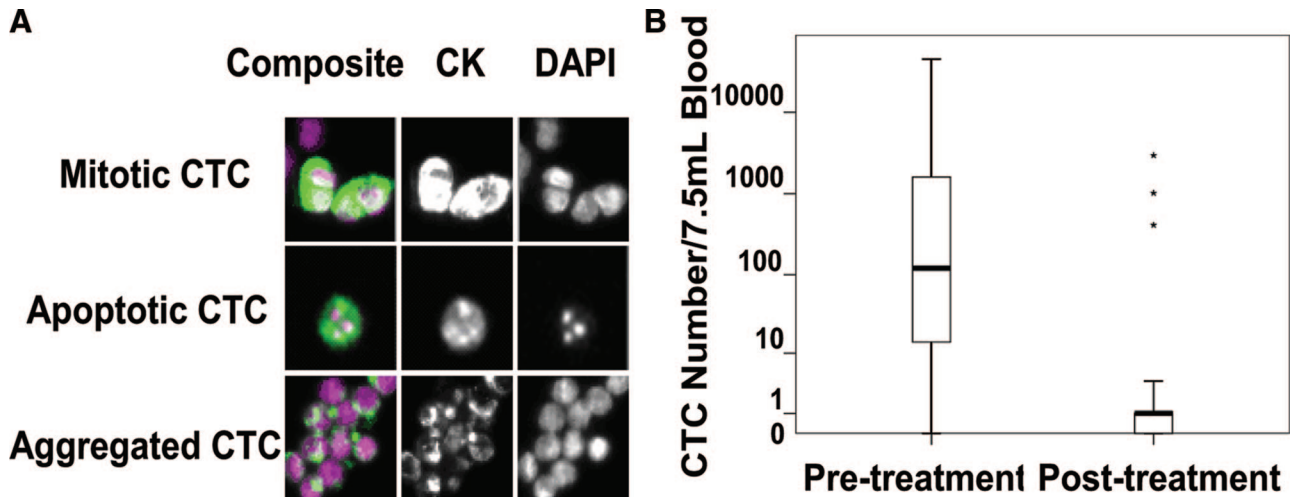 A
Composite CK DAPI
Mitotic CTC
Apoptotic CTC
Aggregated CTC
B
CTC Number/7.5mL Blood
10000
1000
100
10
1
0
Pre-treatment Post-treatment